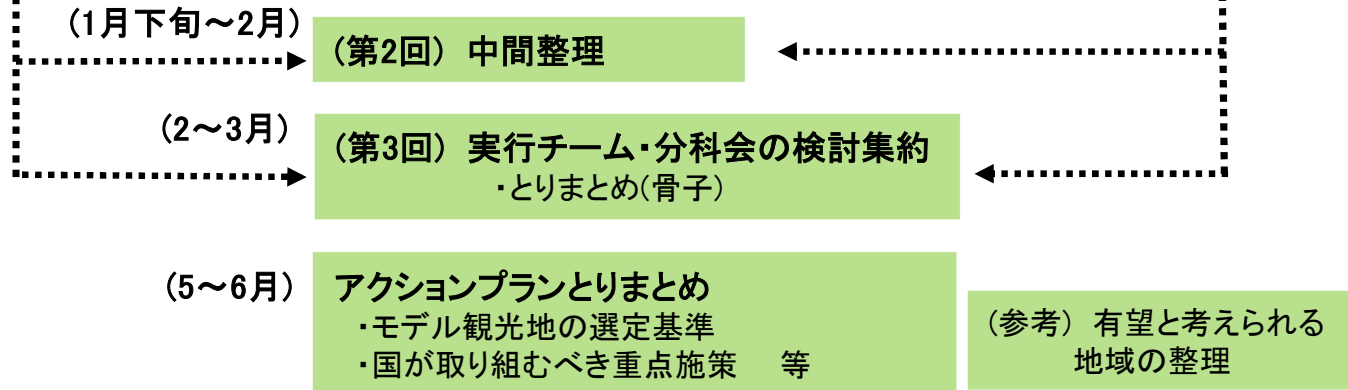 (1月下旬～2月)
(第2回) 中間整理
(2～3月)
(第3回) 実行チーム・分科会の検討集約
・とりまとめ(骨子)
(5～6月)
アクションプランとりまとめ
・モデル観光地の選定基準
・国が取り組むべき重点施策　等
(参考) 有望と考えられる
地域の整理